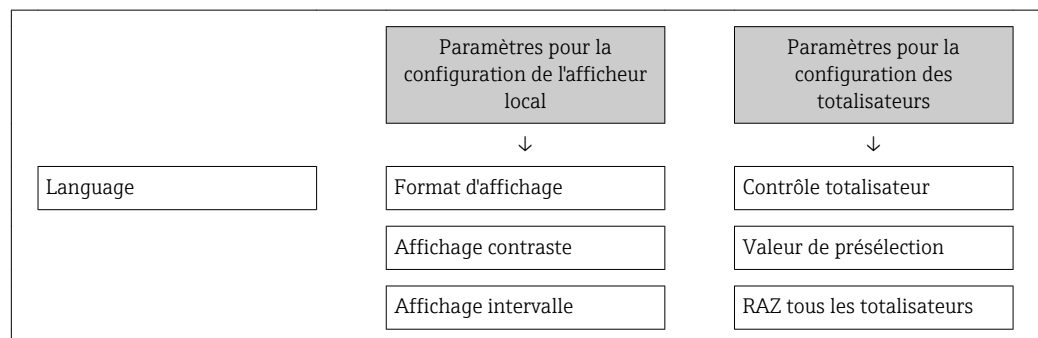 Paramètres pour la
configuration de l'afficheur
local
Paramètres pour la
configuration des
totalisateurs
↓
↓
Language
Format d'affichage
Contrôle totalisateur
Affichage contraste
Valeur de présélection
Affichage intervalle
RAZ tous les totalisateurs